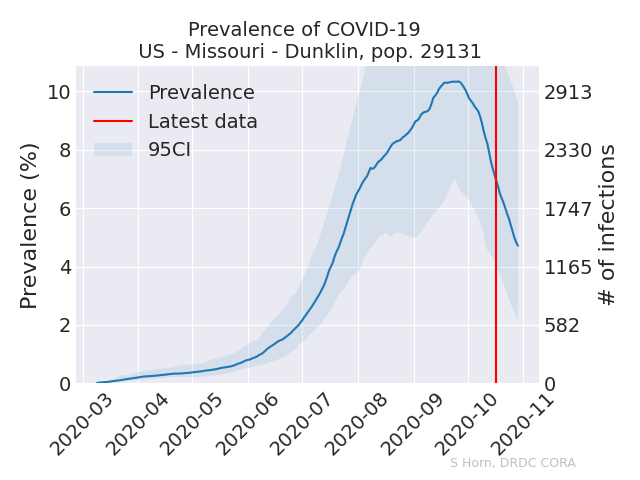 Prevalence of COVID-19
US - Missouri - Dunklin, pop. 29131
Prevalence
Latest data
95CI
Prevalence (%)
10
8
6
4
2
0
2913
2330
1747
1165
582
0
# of infections
2020-03
2020-04
2020-05
2020-06
2020-07
2020-08
2020-09
2020-10
2020-11
S Horn, DRDC CORA